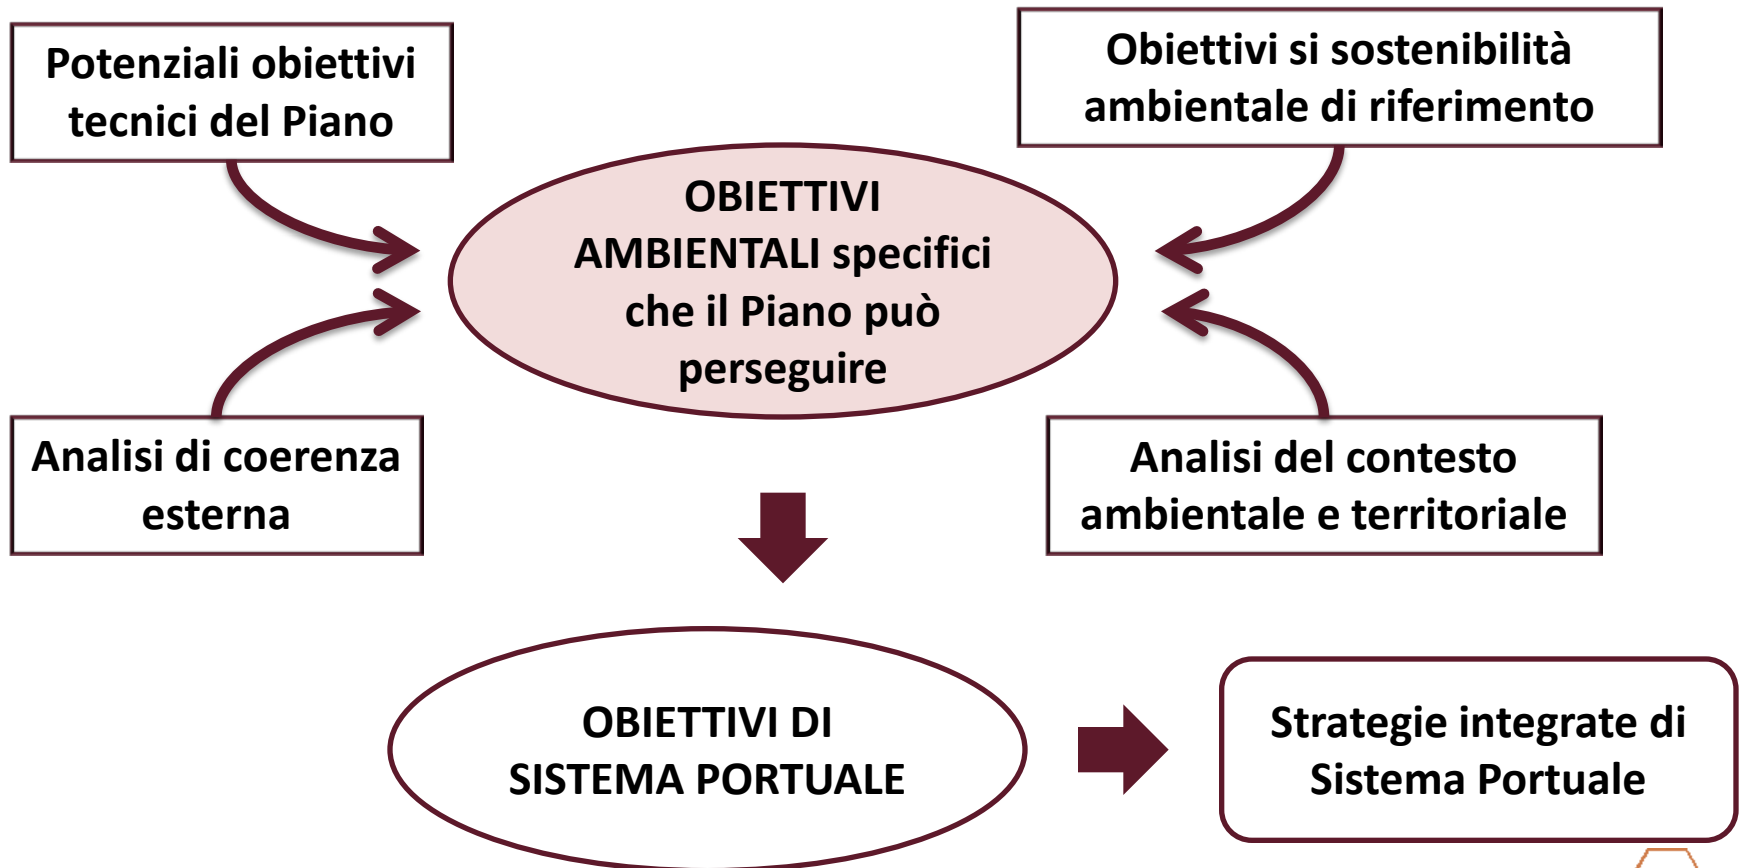 Potenziali obiettivi
tecnici del Piano
Obiettivi si sostenibilità
ambientale di riferimento
OBIETTIVI
AMBIENTALI specifici
che il Piano può
perseguire
Analisi di coerenza
esterna
Analisi del contesto
ambientale e territoriale
OBIETTIVI DI
SISTEMA PORTUALE
Strategie integrate di
Sistema Portuale